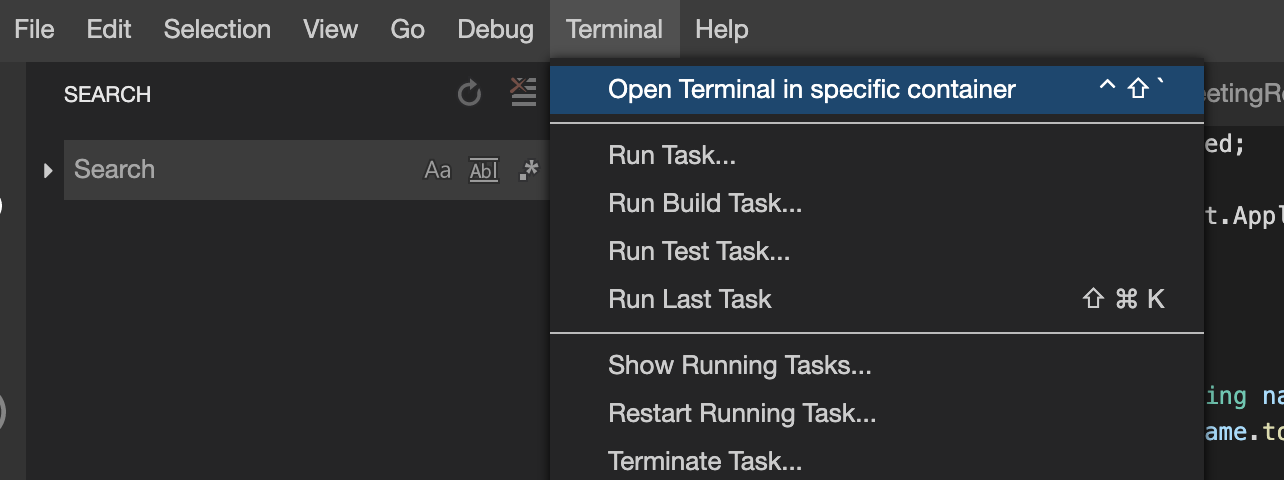 File Edit Selection View Go Debug Terminal Help
SEARCH
Search Aa Abl .*
Open Terminal in specific container ^ ⇧ `
Run Task...
Run Build Task...
Run Test Task...
Run Last Task ⇧ ⌘ K
Show Running Tasks...
Restart Running Task...
Terminate Task...
etingR
ed;
t.Appl
ing na
ame.to